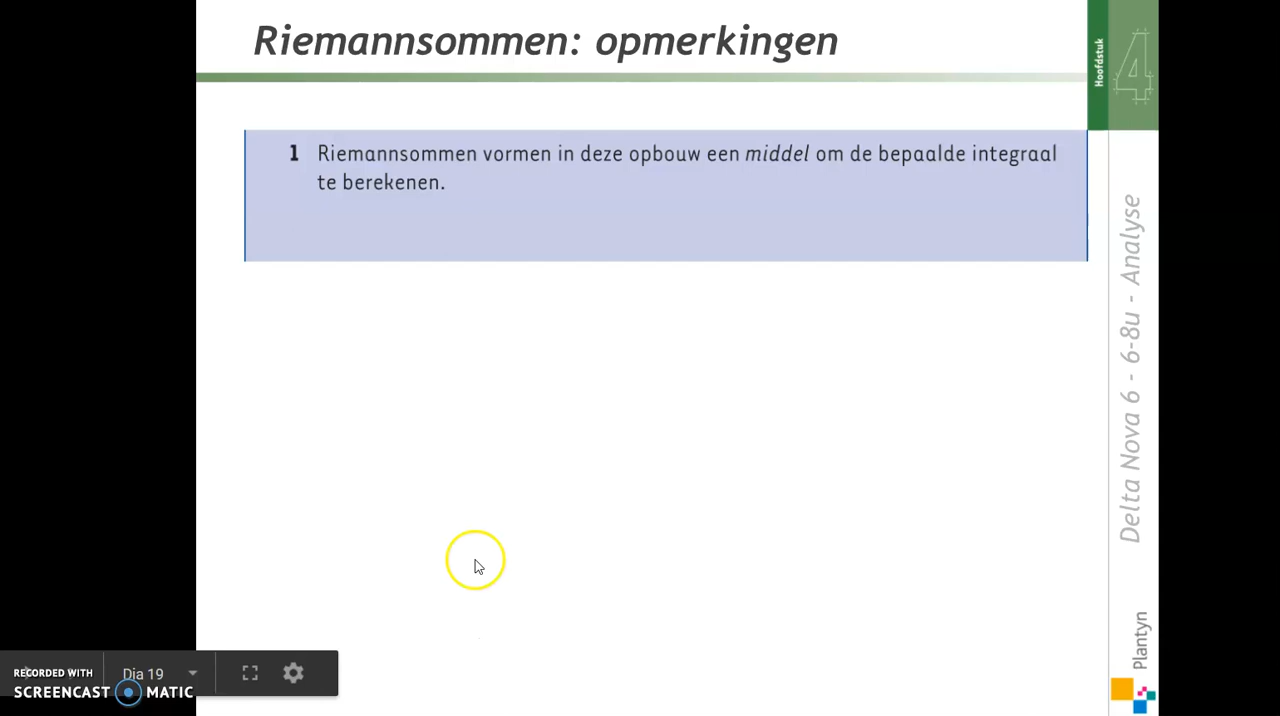 Riemannsommen: opmerkingen
Hoofdstuk
4
1 Riemannsommen vormen in deze opbouw een middel om de bepaalde integraal
te berekenen.
Delta Nova 6 - 6-8u - Analyse
Plantyn
RECORDED WITH
SCREENCAST MATIC
Dia 19